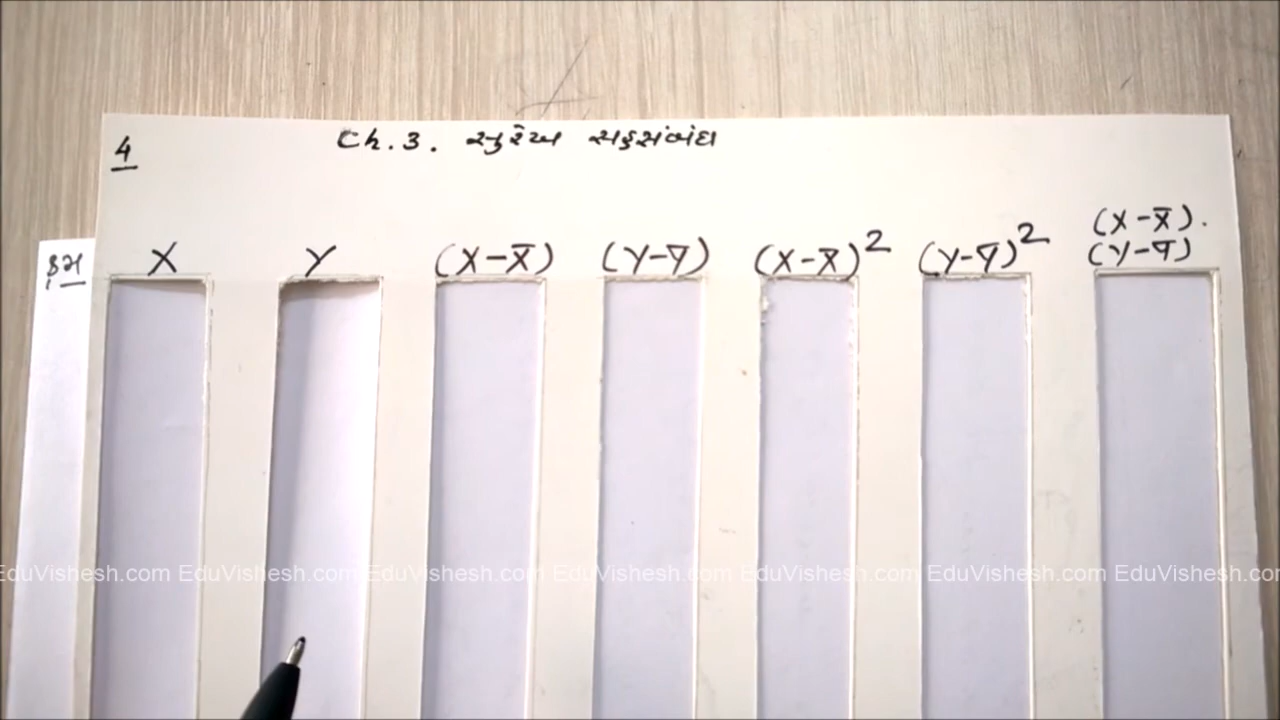 4
Ch.3. સુરેખ સહસંબંધ
ક્રમ X Y (X-X̄) (Y-Ȳ) (X-X̄)² (Y-Ȳ)² (X-X̄).
(Y-Ȳ)
EduVishesh.com EduVishesh.com EduVishesh.com EduVishesh.com EduVishesh.com EduVishesh.com EduVishesh.com